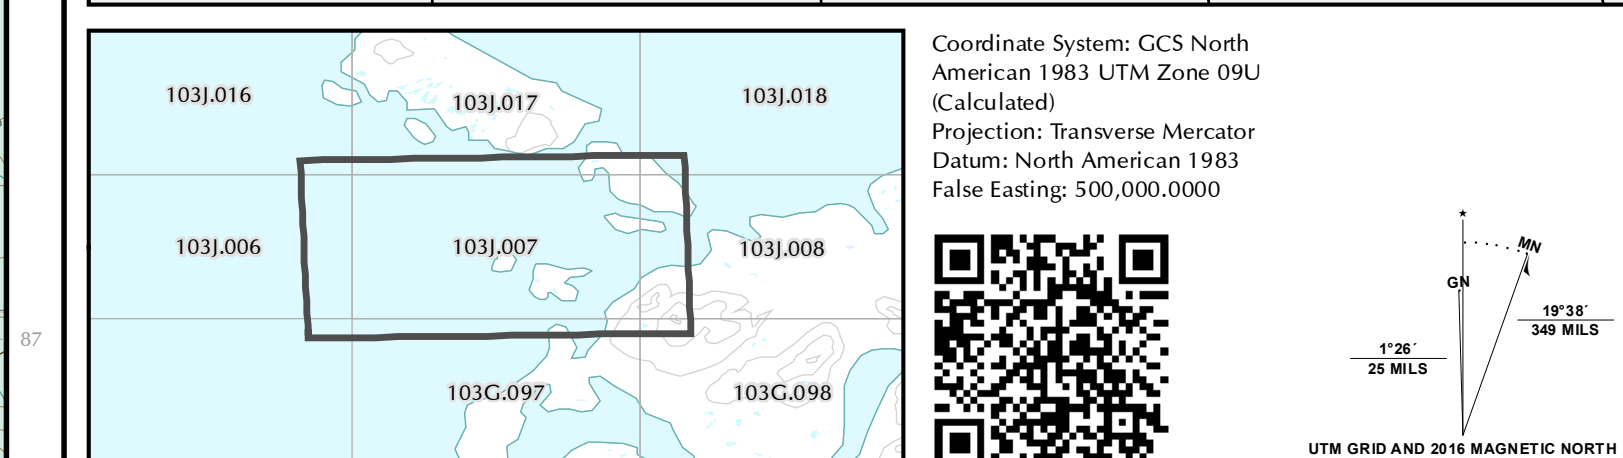 103J.016
103J.017
103J.018
103J.006
103J.007
103J.008
87
103G.097
103G.098
Coordinate System: GCS North
American 1983 UTM Zone 09U
(Calculated)
Projection: Transverse Mercator
Datum: North American 1983
False Easting: 500,000.0000
MN
GN
19°38´
349 MILS
1°26´
25 MILS
UTM GRID AND 2016 MAGNETIC NORTH